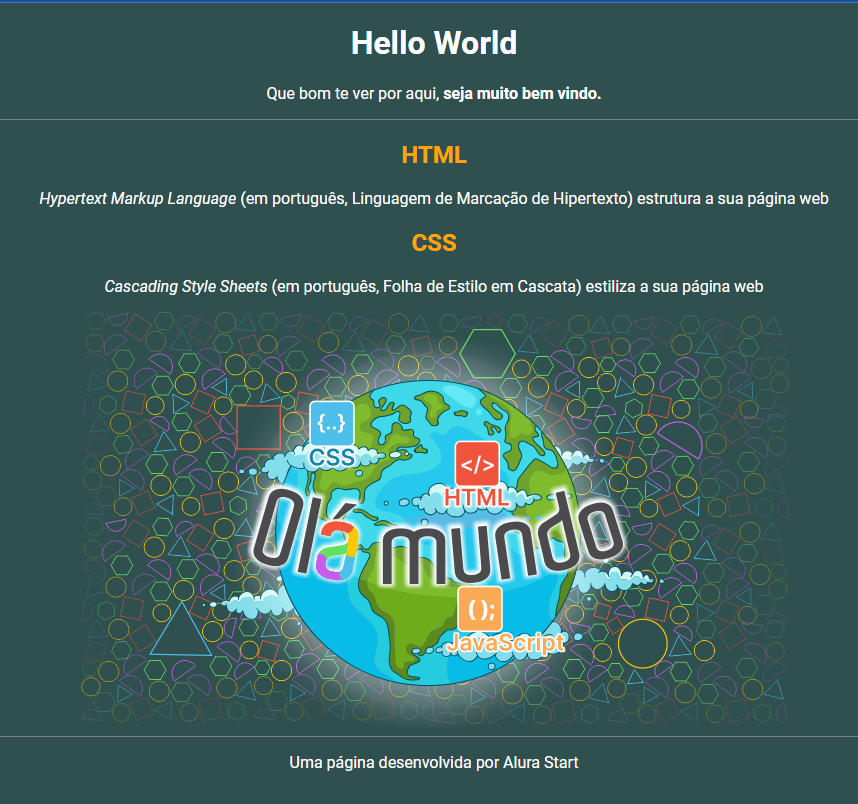 Hello World
Que bom te ver por aqui, seja muito bem vindo.
HTML
Hypertext Markup Language (em português, Linguagem de Marcação de Hipertexto) estrutura a sua página web
CSS
Cascading Style Sheets (em português, Folha de Estilo em Cascata) estiliza a sua página web
{..}
CSS
</>
HTML
Olá mundo
( );
JavaScript
Uma página desenvolvida por Alura Start